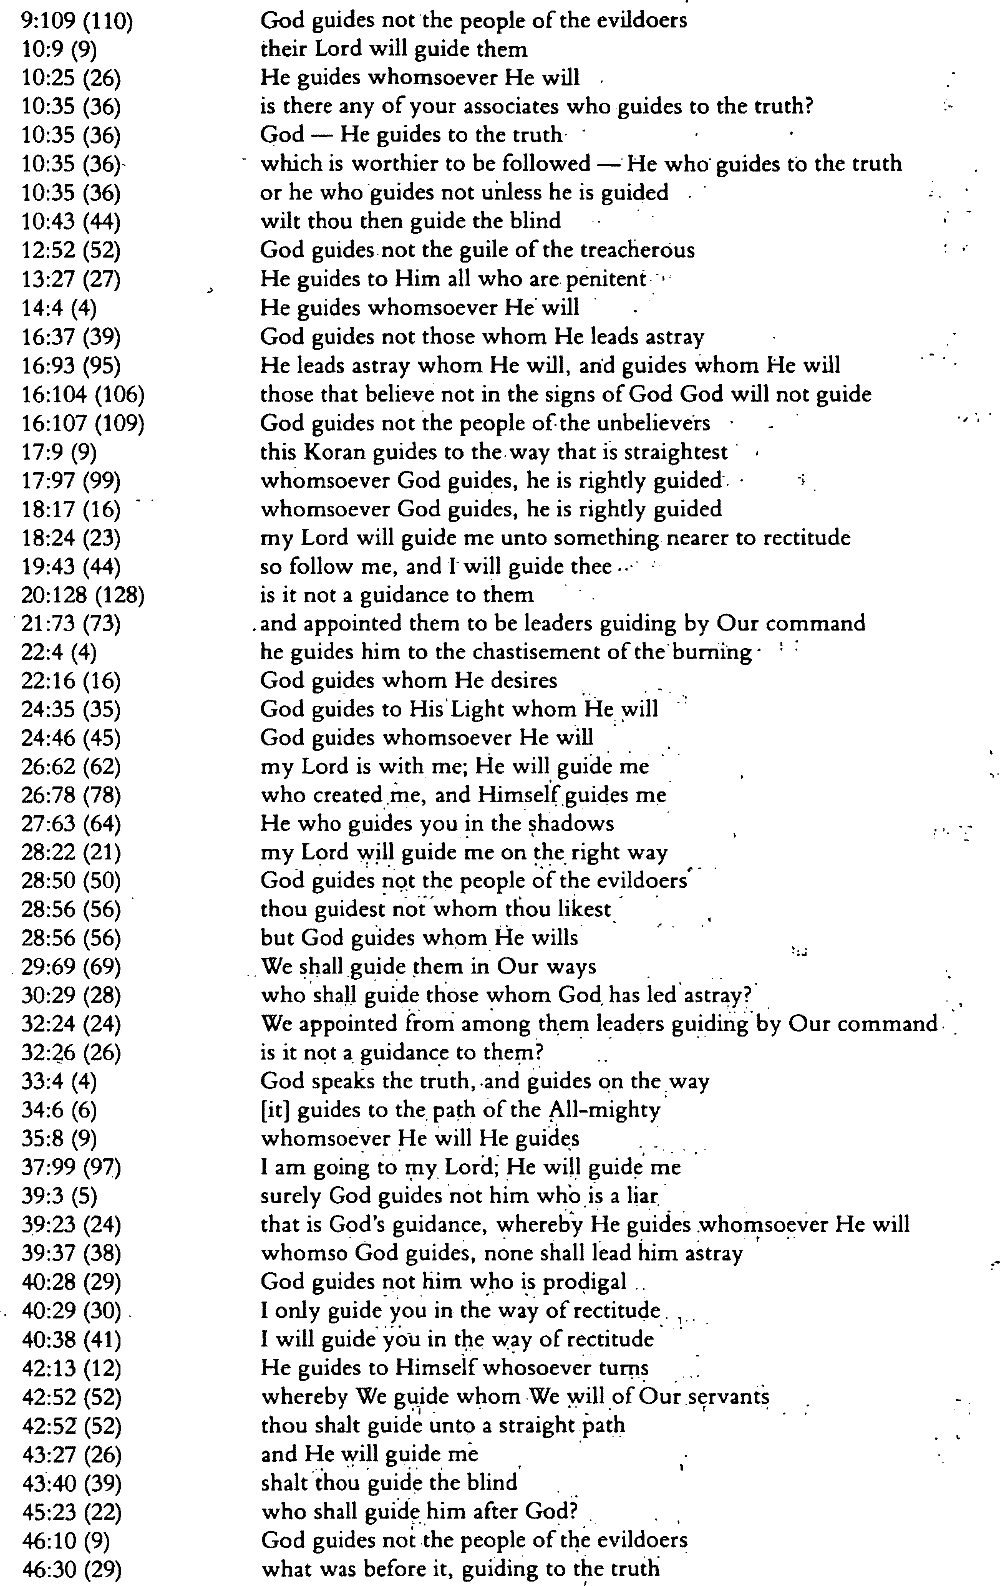 9:109 (110) God guides not the people of the evildoers
10:9 (9) their Lord will guide them
10:25 (26) He guides whomsoever He will
10:35 (36) is there any of your associates who guides to the truth?
10:35 (36) God — He guides to the truth
10:35 (36) which is worthier to be followed — He who guides to the truth
10:35 (36) or he who guides not unless he is guided
10:43 (44) wilt thou then guide the blind
12:52 (52) God guides not the guile of the treacherous
13:27 (27) He guides to Him all who are penitent
14:4 (4) He guides whomsoever He will
16:37 (39) God guides not those whom He leads astray
16:93 (95) He leads astray whom He will, and guides whom He will
16:104 (106) those that believe not in the signs of God God will not guide
16:107 (109) God guides not the people of the unbelievers
17:9 (9) this Koran guides to the way that is straightest
17:97 (99) whomsoever God guides, he is rightly guided
18:17 (16) whomsoever God guides, he is rightly guided
18:24 (23) my Lord will guide me unto something nearer to rectitude
19:43 (44) so follow me, and I will guide thee
20:128 (128) is it not a guidance to them
21:73 (73) and appointed them to be leaders guiding by Our command
22:4 (4) he guides him to the chastisement of the burning
22:16 (16) God guides whom He desires
24:35 (35) God guides to His Light whom He will
24:46 (45) God guides whomsoever He will
26:62 (62) my Lord is with me; He will guide me
26:78 (78) who created me, and Himself guides me
27:63 (64) He who guides you in the shadows
28:22 (21) my Lord will guide me on the right way
28:50 (50) God guides not the people of the evildoers
28:56 (56) thou guidest not whom thou likest
28:56 (56) but God guides whom He wills
29:69 (69) We shall guide them in Our ways
30:29 (28) who shall guide those whom God has led astray?
32:24 (24) We appointed from among them leaders guiding by Our command
32:26 (26) is it not a guidance to them?
33:4 (4) God speaks the truth, and guides on the way
34:6 (6) [it] guides to the path of the All-mighty
35:8 (9) whomsoever He will He guides
37:99 (97) I am going to my Lord; He will guide me
39:3 (5) surely God guides not him who is a liar
39:23 (24) that is God's guidance, whereby He guides whomsoever He will
39:37 (38) whomso God guides, none shall lead him astray
40:28 (29) God guides not him who is prodigal
40:29 (30) I only guide you in the way of rectitude
40:38 (41) I will guide you in the way of rectitude
42:13 (12) He guides to Himself whosoever turns
42:52 (52) whereby We guide whom We will of Our servants
42:52 (52) thou shalt guide unto a straight path
43:27 (26) and He will guide me
43:40 (39) shalt thou guide the blind
45:23 (22) who shall guide him after God?
46:10 (9) God guides not the people of the evildoers
46:30 (29) what was before it, guiding to the truth